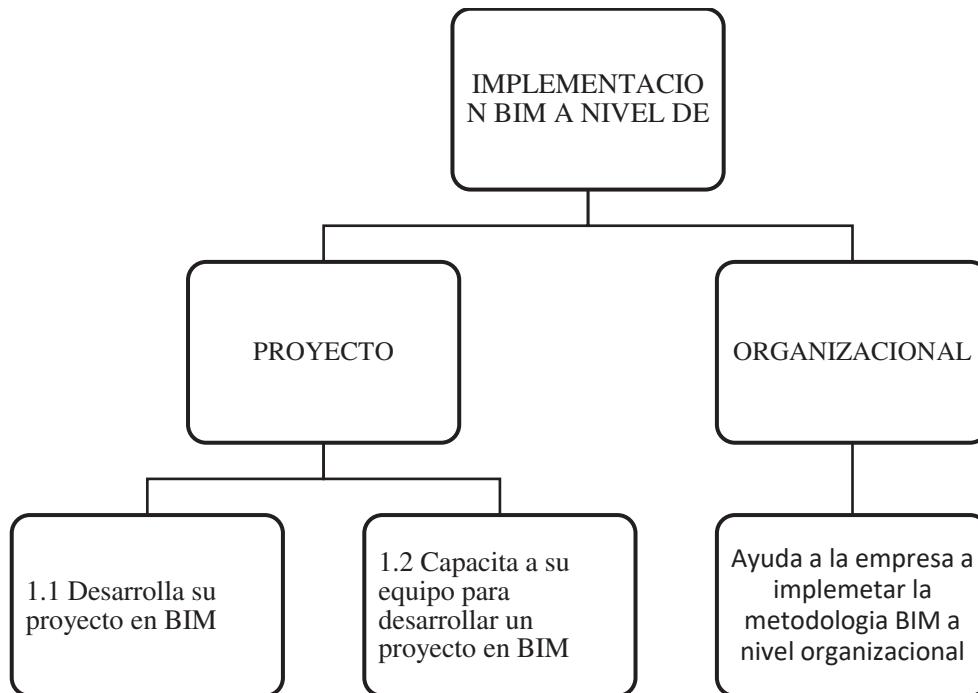 IMPLEMENTACIO
N BIM A NIVEL DE
PROYECTO
ORGANIZACIONAL
1.1 Desarrolla su
proyecto en BIM
1.2 Capacita a su
equipo para
desarrollar un
proyecto en BIM
Ayuda a la empresa a
implemetar la
metodologia BIM a
nivel organizacional